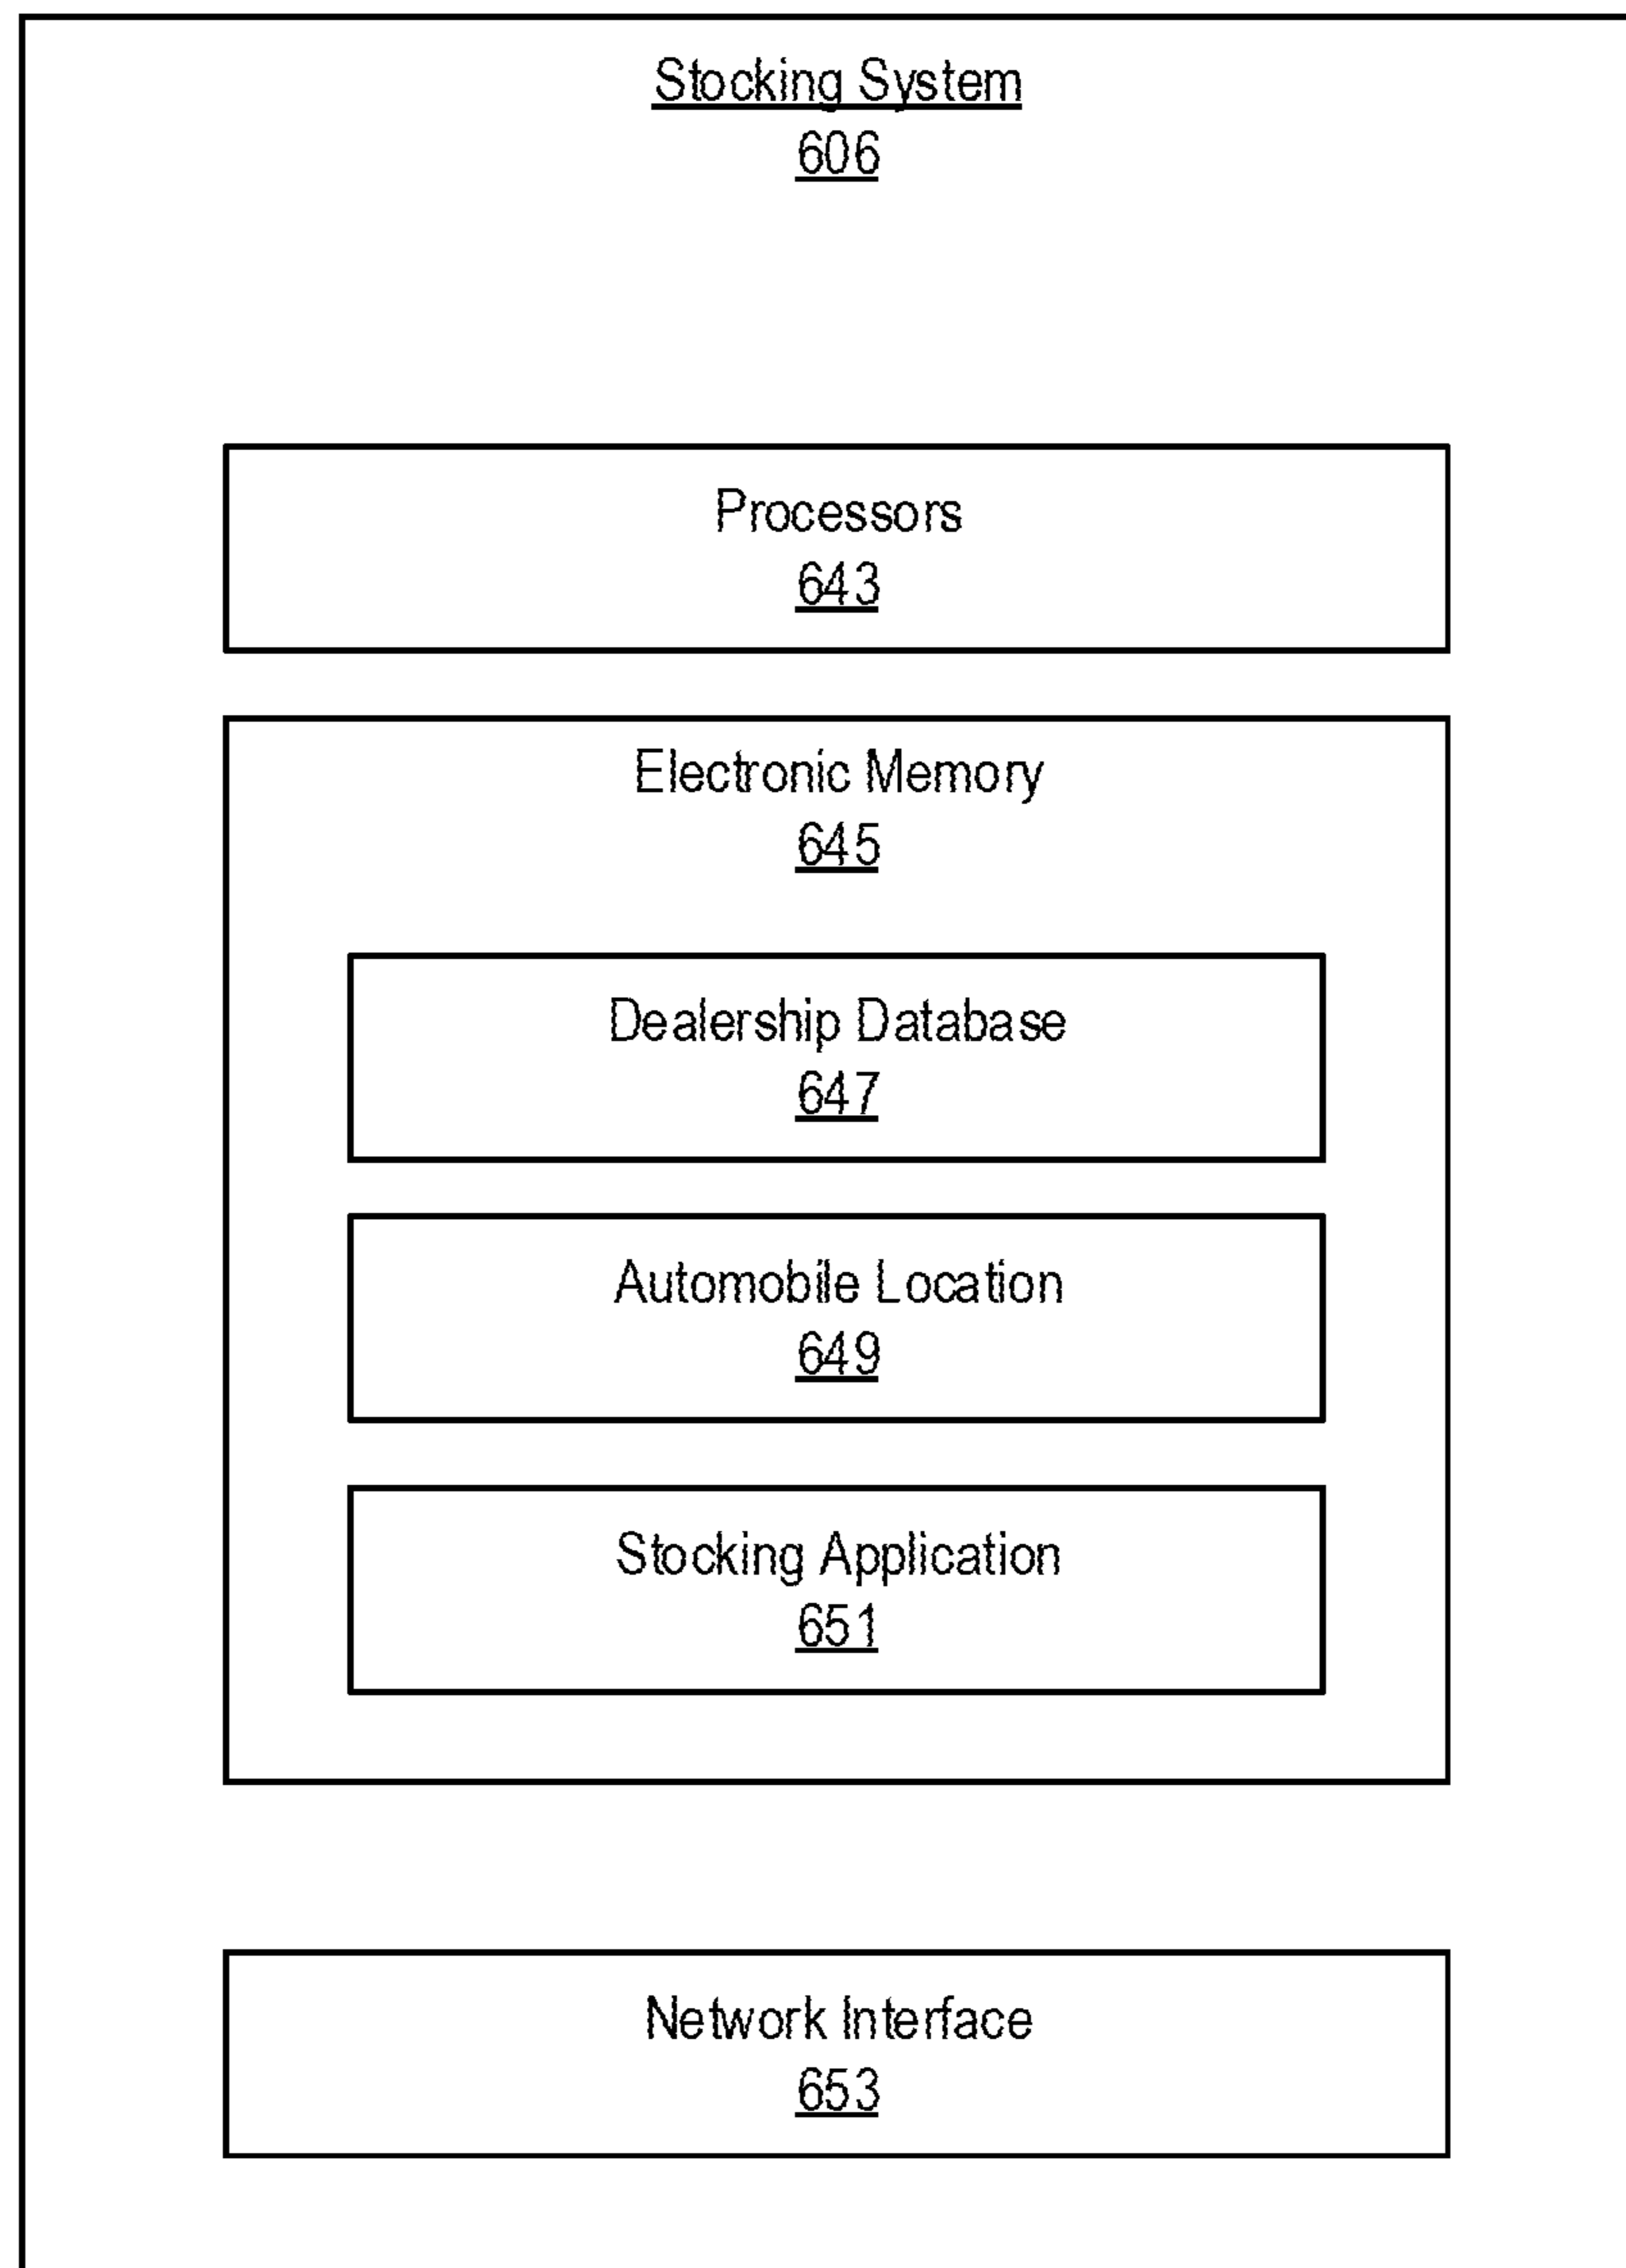 Stocking System
606
Processors
643
Electronic Memory
645
Dealership Database
647
Automobile Location
649
Stocking Application
651
Network Interface
653